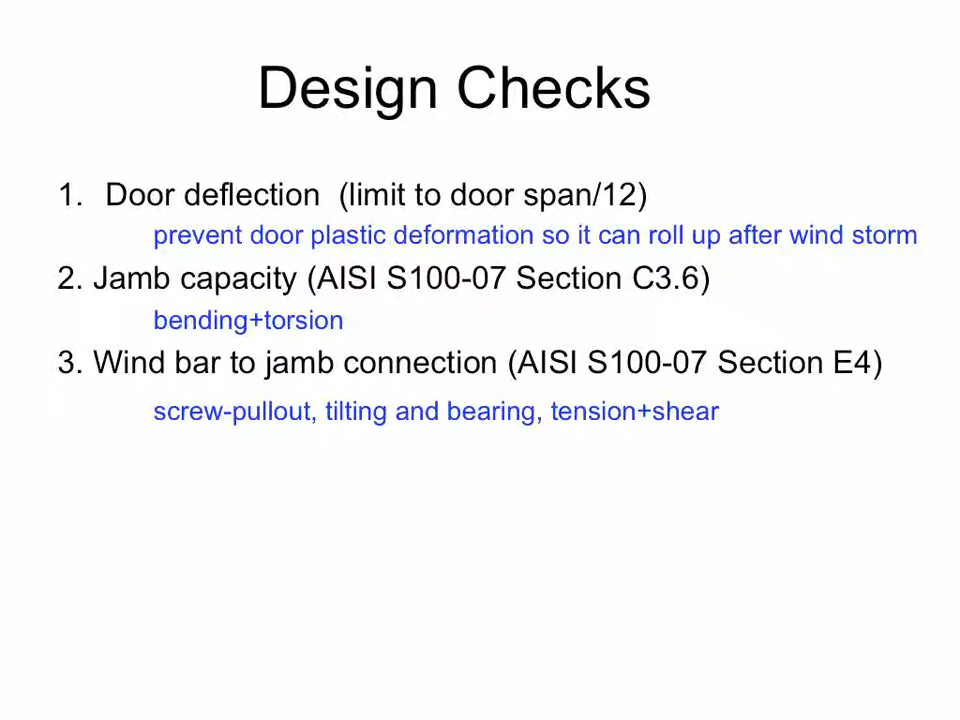 Design Checks
1. Door deflection (limit to door span/12)
prevent door plastic deformation so it can roll up after wind storm
2. Jamb capacity (AISI S100-07 Section C3.6)
bending+torsion
3. Wind bar to jamb connection (AISI S100-07 Section E4)
screw-pullout, tilting and bearing, tension+shear